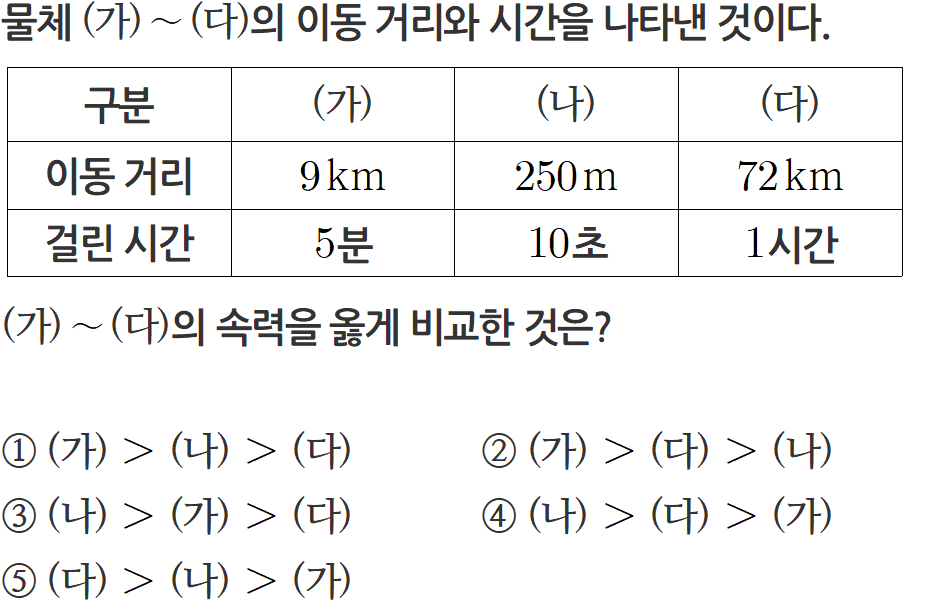 물체 (가) ~ (다)의 이동 거리와 시간을 나타낸 것이다.
구분 (가) (나) (다)
이동 거리 9 km 250 m 72 km
걸린 시간 5분 10초 1시간
(가) ~ (다)의 속력을 옳게 비교한 것은?
① (가) > (나) > (다) ② (가) > (다) > (나)
③ (나) > (가) > (다) ④ (나) > (다) > (가)
⑤ (다) > (나) > (가)